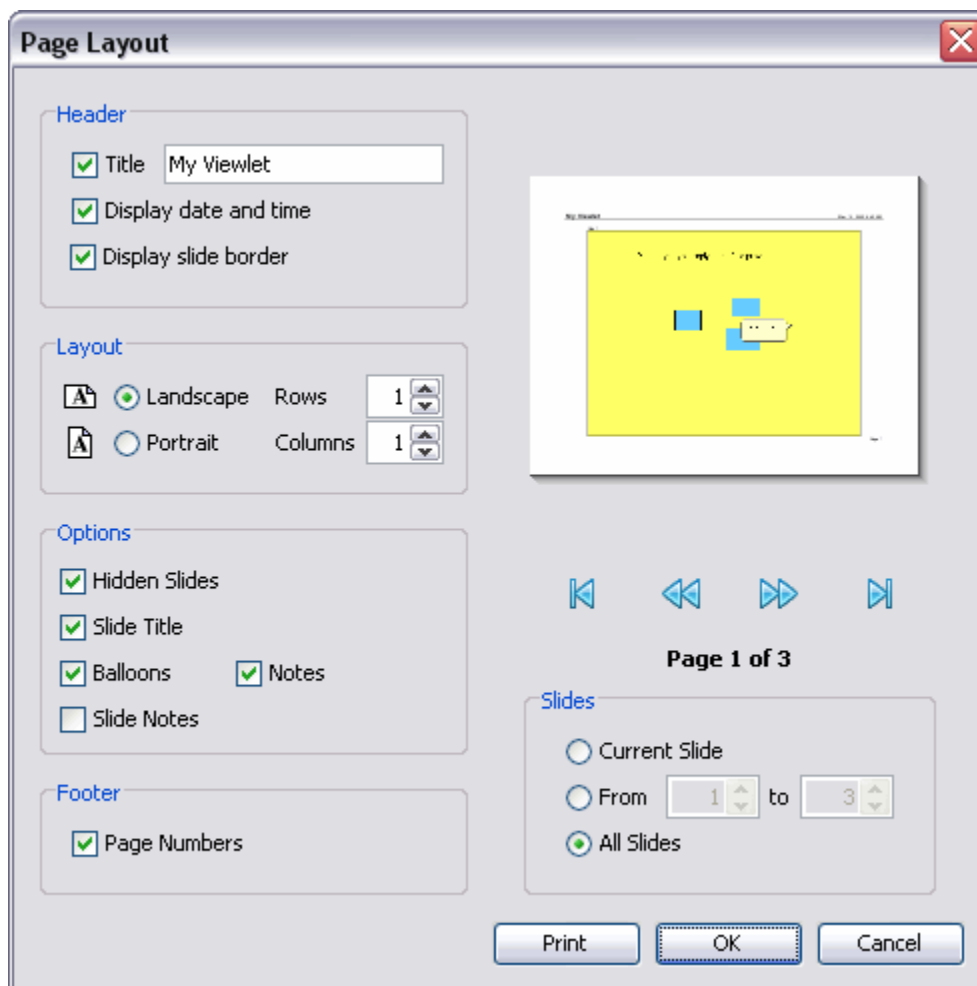 Page Layout
Header
Title My Viewlet
Display date and time
Display slide border
Layout
A Landscape Rows 1
A Portrait Columns 1
Options
Hidden Slides
Slide Title
Balloons Notes
Slide Notes
Footer
Page Numbers
My Viewlet
Page 1 of 3
Slides
Current Slide
From 1 to 3
All Slides
Print OK Cancel